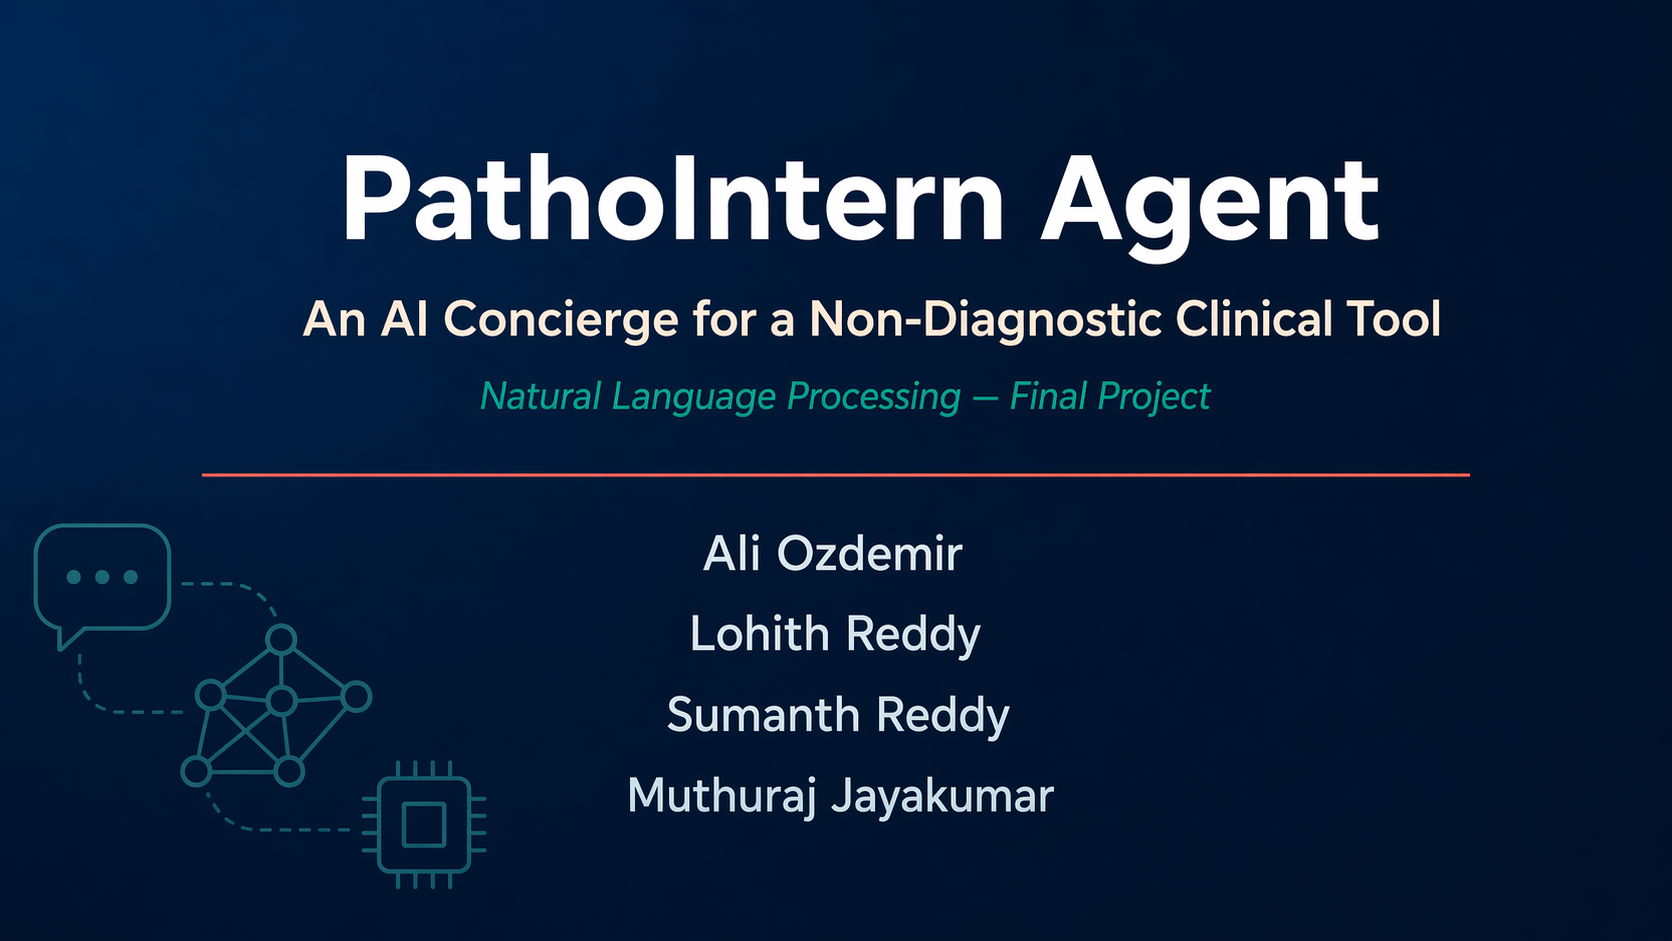 PathoIntern Agent
An AI Concierge for a Non-Diagnostic Clinical Tool
Natural Language Processing — Final Project
Ali Ozdemir
Lohith Reddy
Sumanth Reddy
Muthuraj Jayakumar